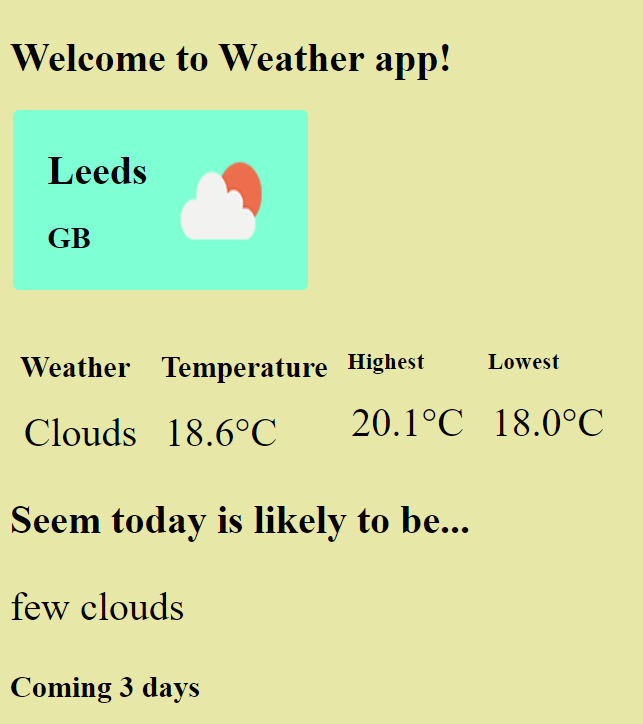 Welcome to Weather app!
Leeds
GB
Weather Temperature Highest Lowest
Clouds 18.6°C 20.1°C 18.0°C
Seem today is likely to be...
few clouds
Coming 3 days